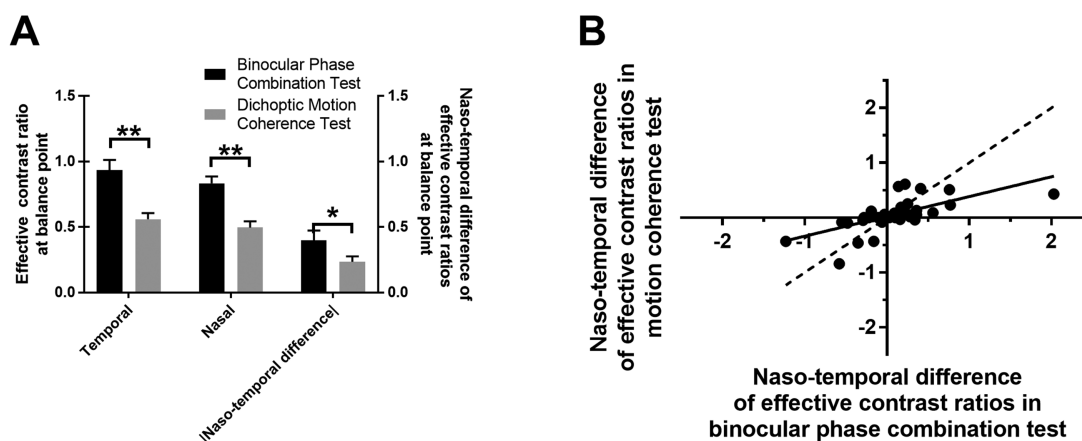 A
Binocular Phase
Combination Test
Dichoptic Motion
Coherence Test
Effective contrast ratio
at balance point
1.5
1.0
0.5
0.0
**
**
*
1.5
1.0
0.5
0.0
Naso-temporal difference of
effective contrast ratios
at balance point
Temporal
Nasal
|Naso-temporal difference|
B
Naso-temporal difference
of effective contrast ratios in
motion coherence test
2
1
-1
-2
-2
-1
1
2
Naso-temporal difference
of effective contrast ratios in
binocular phase combination test